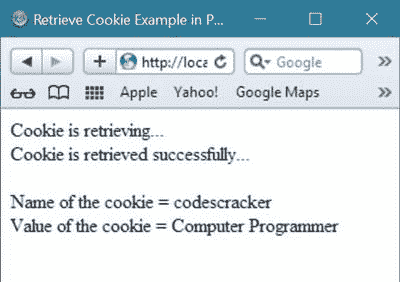 Retrieve Cookie Example in P...
http://loca
Google
Apple Yahoo! Google Maps
Cookie is retrieving...
Cookie is retrieved successfully...
Name of the cookie = codescracker
Value of the cookie = Computer Programmer